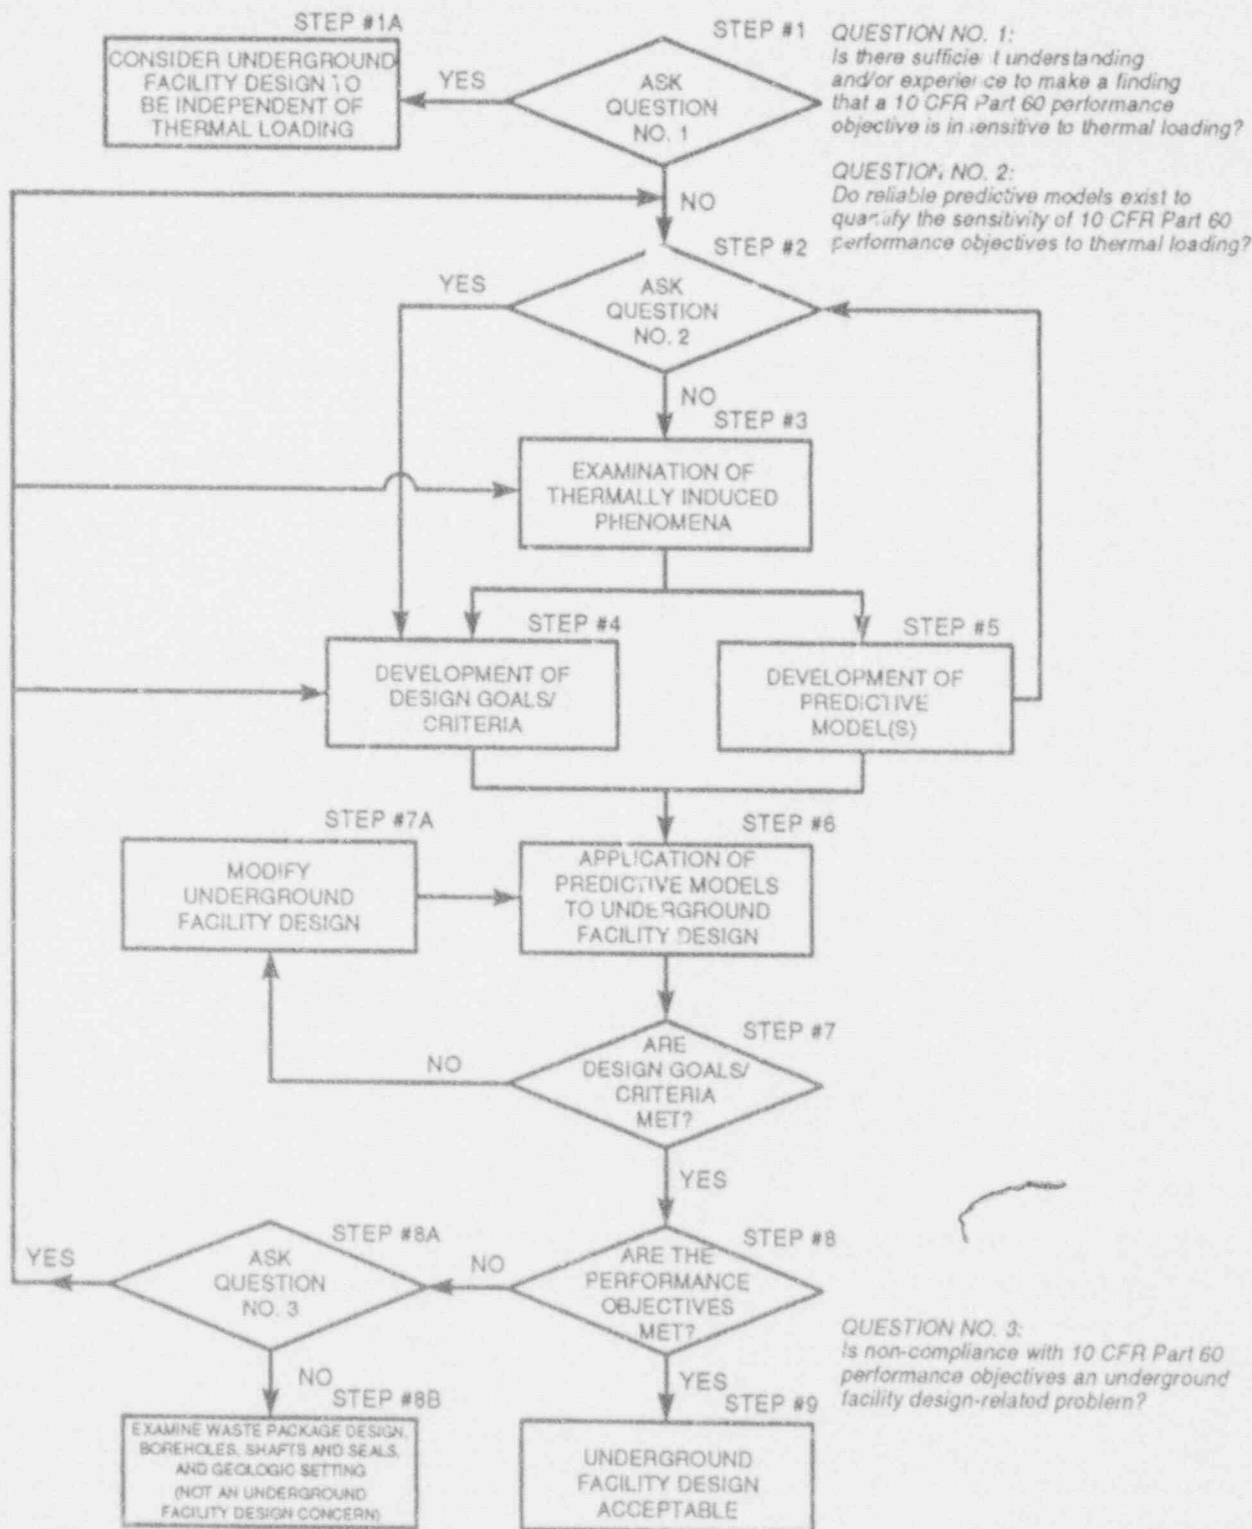 STEP #1A
CONSIDER UNDERGROUND
FACILITY DESIGN TO
BE INDEPENDENT OF
THERMAL LOADING
YES
STEP #1
ASK
QUESTION
NO. 1
QUESTION NO. 1:
Is there sufficient understanding
and/or experience to make a finding
that a 10 CFR Part 60 performance
objective is insensitive to thermal loading?
NO
QUESTION NO. 2:
Do reliable predictive models exist to
quantify the sensitivity of 10 CFR Part 60
performance objectives to thermal loading?
STEP #2
YES
ASK
QUESTION
NO. 2
NO
STEP #3
EXAMINATION OF
THERMALLY INDUCED
PHENOMENA
STEP #4
DEVELOPMENT OF
DESIGN GOALS/
CRITERIA
STEP #5
DEVELOPMENT OF
PREDICTIVE
MODEL(S)
STEP #7A
MODIFY
UNDERGROUND
FACILITY DESIGN
STEP #6
APPLICATION OF
PREDICTIVE MODELS
TO UNDERGROUND
FACILITY DESIGN
STEP #7
NO
ARE
DESIGN GOALS/
CRITERIA
MET?
YES
STEP #8A
YES
ASK
QUESTION
NO. 3
NO
STEP #8
ARE THE
PERFORMANCE
OBJECTIVES
MET?
QUESTION NO. 3:
Is non-compliance with 10 CFR Part 60
performance objectives an underground
facility design-related problem?
NO
STEP #8B
EXAMINE WASTE PACKAGE DESIGN,
BOREHOLES, SHAFTS AND SEALS,
AND GEOLOGIC SETTING
(NOT AN UNDERGROUND
FACILITY DESIGN CONCERN)
YES
STEP #9
UNDERGROUND
FACILITY DESIGN
ACCEPTABLE